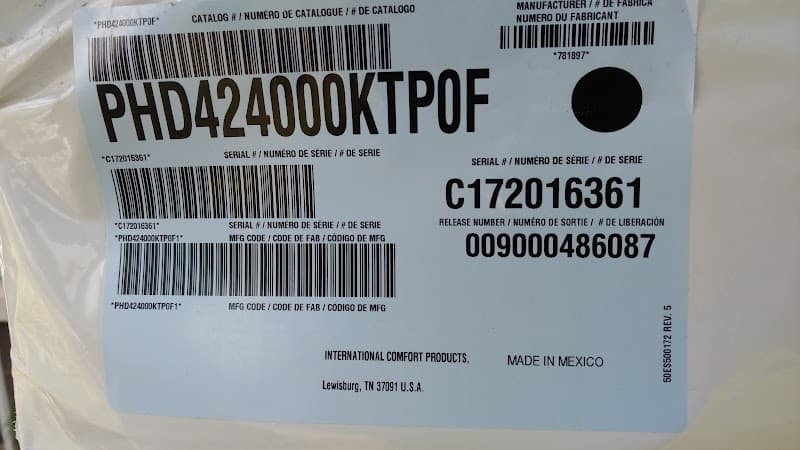 *PHD424000KTP0F*
CATALOG # / NUMÉRO DE CATALOGUE / # DE CATALOGO
MANUFACTURER / # DE FABRICA
NUMERO DU FABRICANT
*781897*
PHD424000KTP0F
*C172016361*
SERIAL # / NUMÉRO DE SÉRIE / # DE SERIE
SERIAL # / NUMÉRO DE SÉRIE / # DE SERIE
C172016361
*C172016361*
SERIAL # / NUMÉRO DE SÉRIE / # DE SERIE
RELEASE NUMBER / NUMÉRO DE SORTIE / # DE LIBERACIÓN
009000486087
*PHD424000KTP0F1*
MFG CODE / CODE DE FAB / CÓDIGO DE MFG
*PHD424000KTP0F1*
MFG CODE / CODE DE FAB / CÓDIGO DE MFG
INTERNATIONAL COMFORT PRODUCTS,
MADE IN MEXICO
Lewisburg, TN 37091 U.S.A.
50ES500172 REV. 5